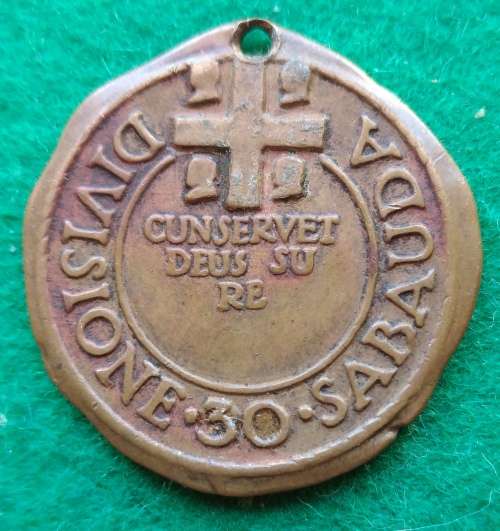 DIVISIONE · 30 · SABAUDA
CUNSERVET
DEUS SU
RE